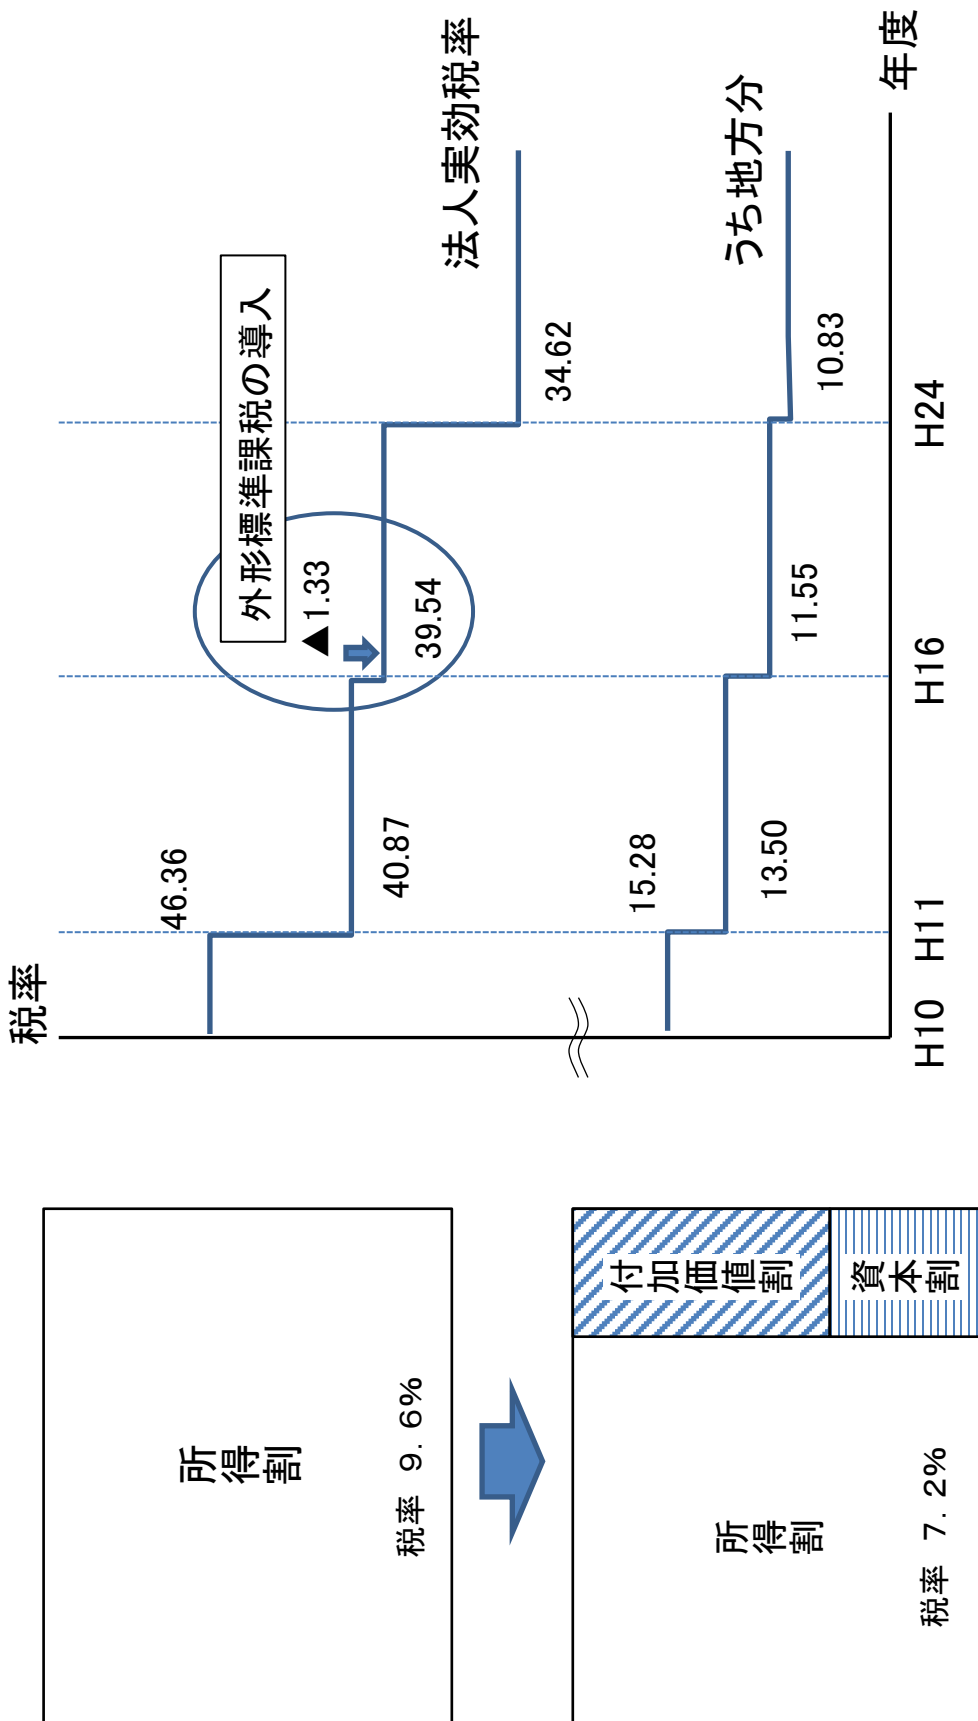 所得割
税率 9.6%
所得割
税率 7.2%
付加価値割
資本割
税率
46.36
40.87
外形標準課税の導入
▲1.33
39.54
34.62
法人実効税率
15.28
13.50
11.55
10.83
うち地方分
H10
H11
H16
H24
年度